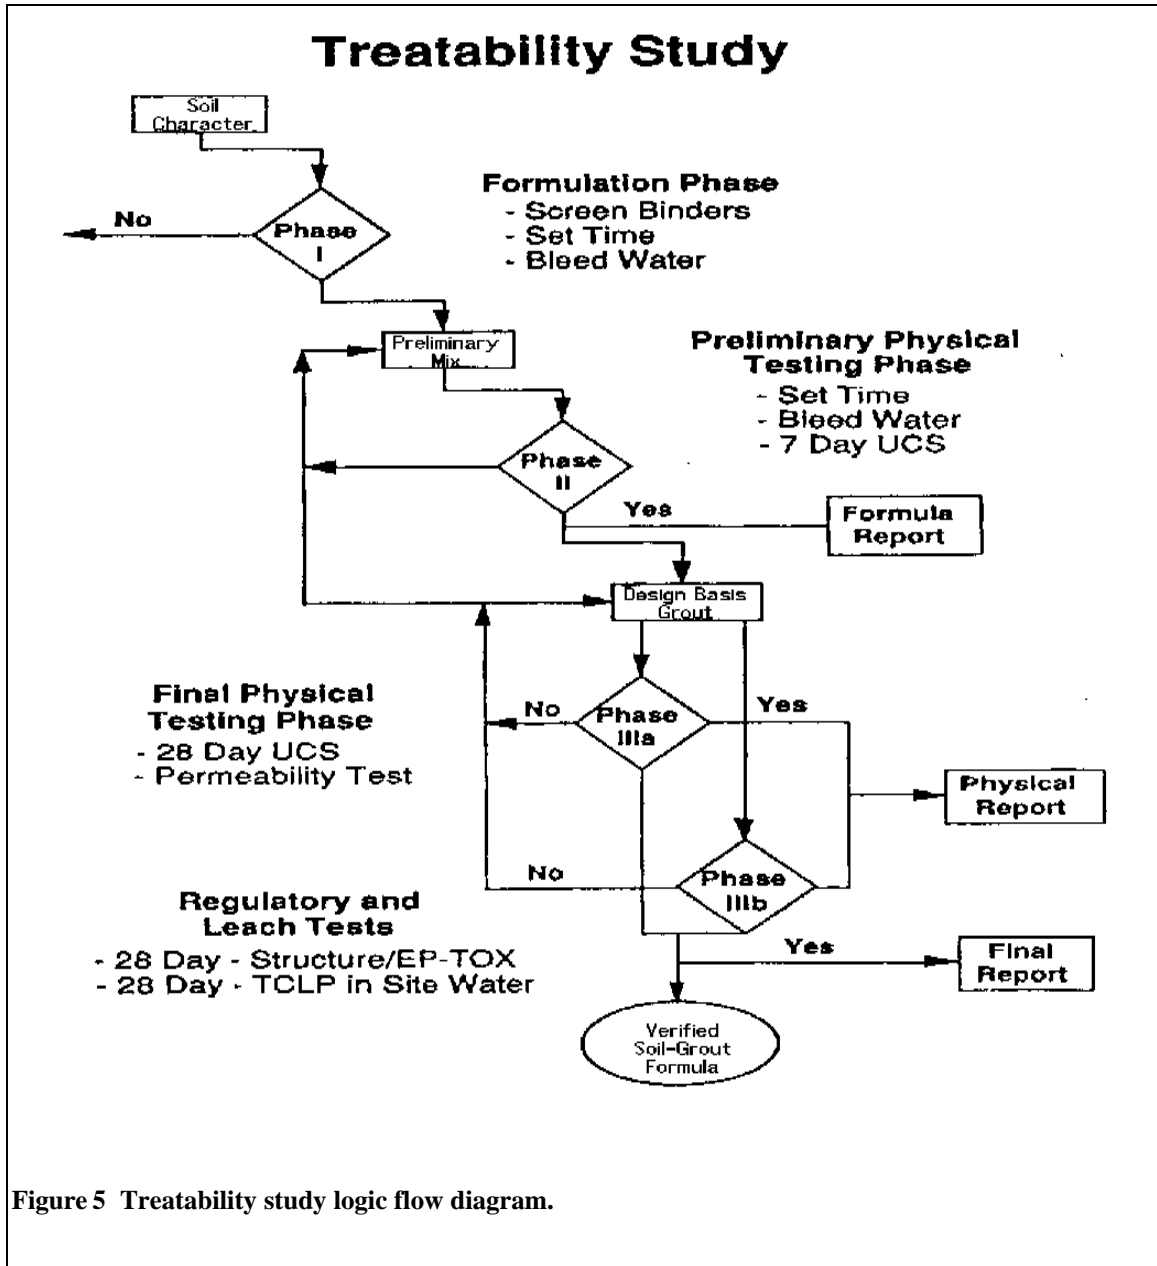 Treatability Study
Soil
Character
No
Phase
I
Formulation Phase
- Screen Binders
- Set Time
- Bleed Water
Preliminary
Mix
Preliminary Physical
Testing Phase
- Set Time
- Bleed Water
- 7 Day UCS
Phase
II
Yes
Formula
Report
Design Basis
Grout
Final Physical
Testing Phase
- 28 Day UCS
- Permeability Test
No
Phase
IIIa
Yes
Physical
Report
No
Phase
IIIb
Regulatory and
Leach Tests
- 28 Day - Structure/EP-TOX
- 28 Day - TCLP in Site Water
Yes
Final
Report
Verified
Soil-Grout
Formula
Figure 5 Treatability study logic flow diagram.